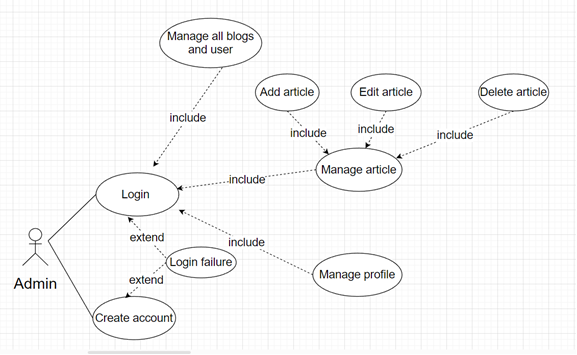 Manage all blogs
and user
Add article
Edit article
Delete article
include
include
include
include
Manage article
include
Login
extend
include
Login failure
Manage profile
extend
Admin
Create account